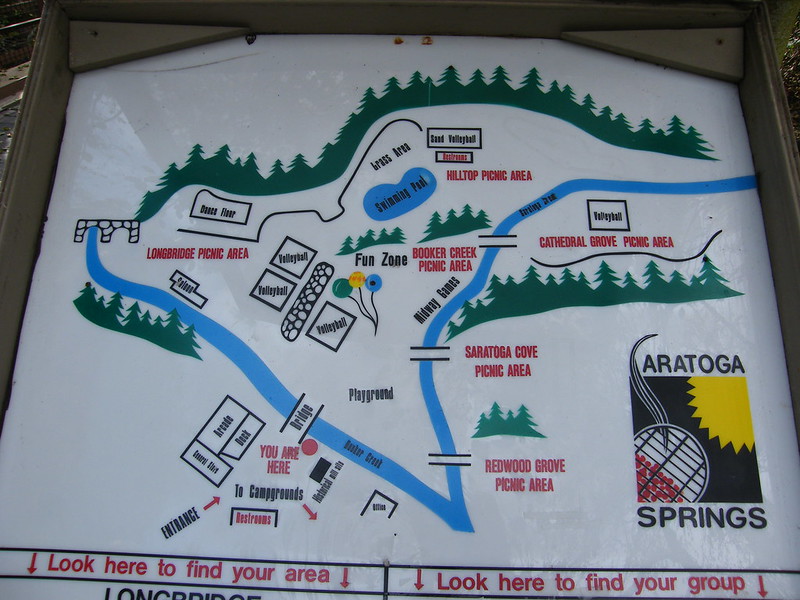 Sand Volleyball
Restrooms
Grass Area
HILLTOP PICNIC AREA
Swimming Pool
Dance Floor
Volleyball
LONGBRIDGE PICNIC AREA
Volleyball
Fun Zone
BOOKER CREEK
PICNIC AREA
CATHEDRAL GROVE PICNIC AREA
Volleyball
Volleyball
Midway Games
SARATOGA COVE
PICNIC AREA
Playground
ARATOGA
SPRINGS
Bridge
Arcade
Deck
General Store
YOU ARE
HERE
Booker Creek
REDWOOD GROVE
PICNIC AREA
To Campgrounds
Office
ENTRANCE
Restrooms
Look here to find your area
Look here to find your group
LONGBRIDGE